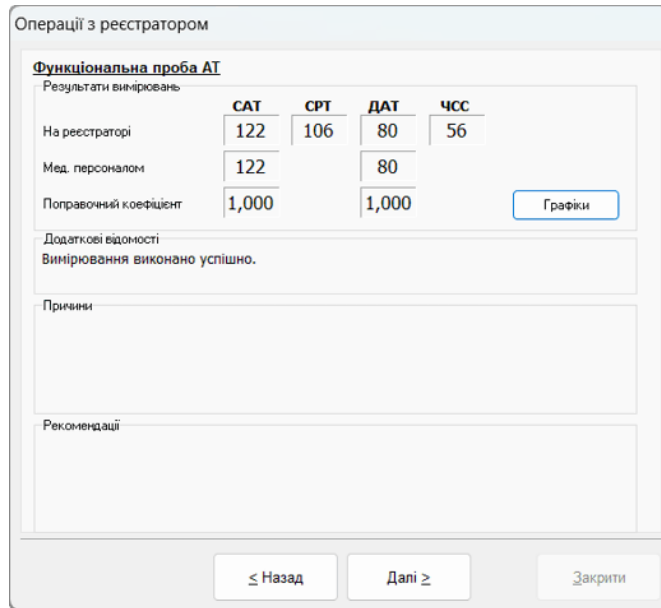 Операції з реєстратором
Функціональна проба АТ
Результати вимірювань
САТ СРТ ДАТ ЧСС
На реєстраторі 122 106 80 56
Мед. персоналом 122 80
Поправочний коефіцієнт 1,000 1,000 Графіки
Додаткові відомості
Вимірювання виконано успішно.
Причини
Рекомендації
< Назад Далі > Закрити